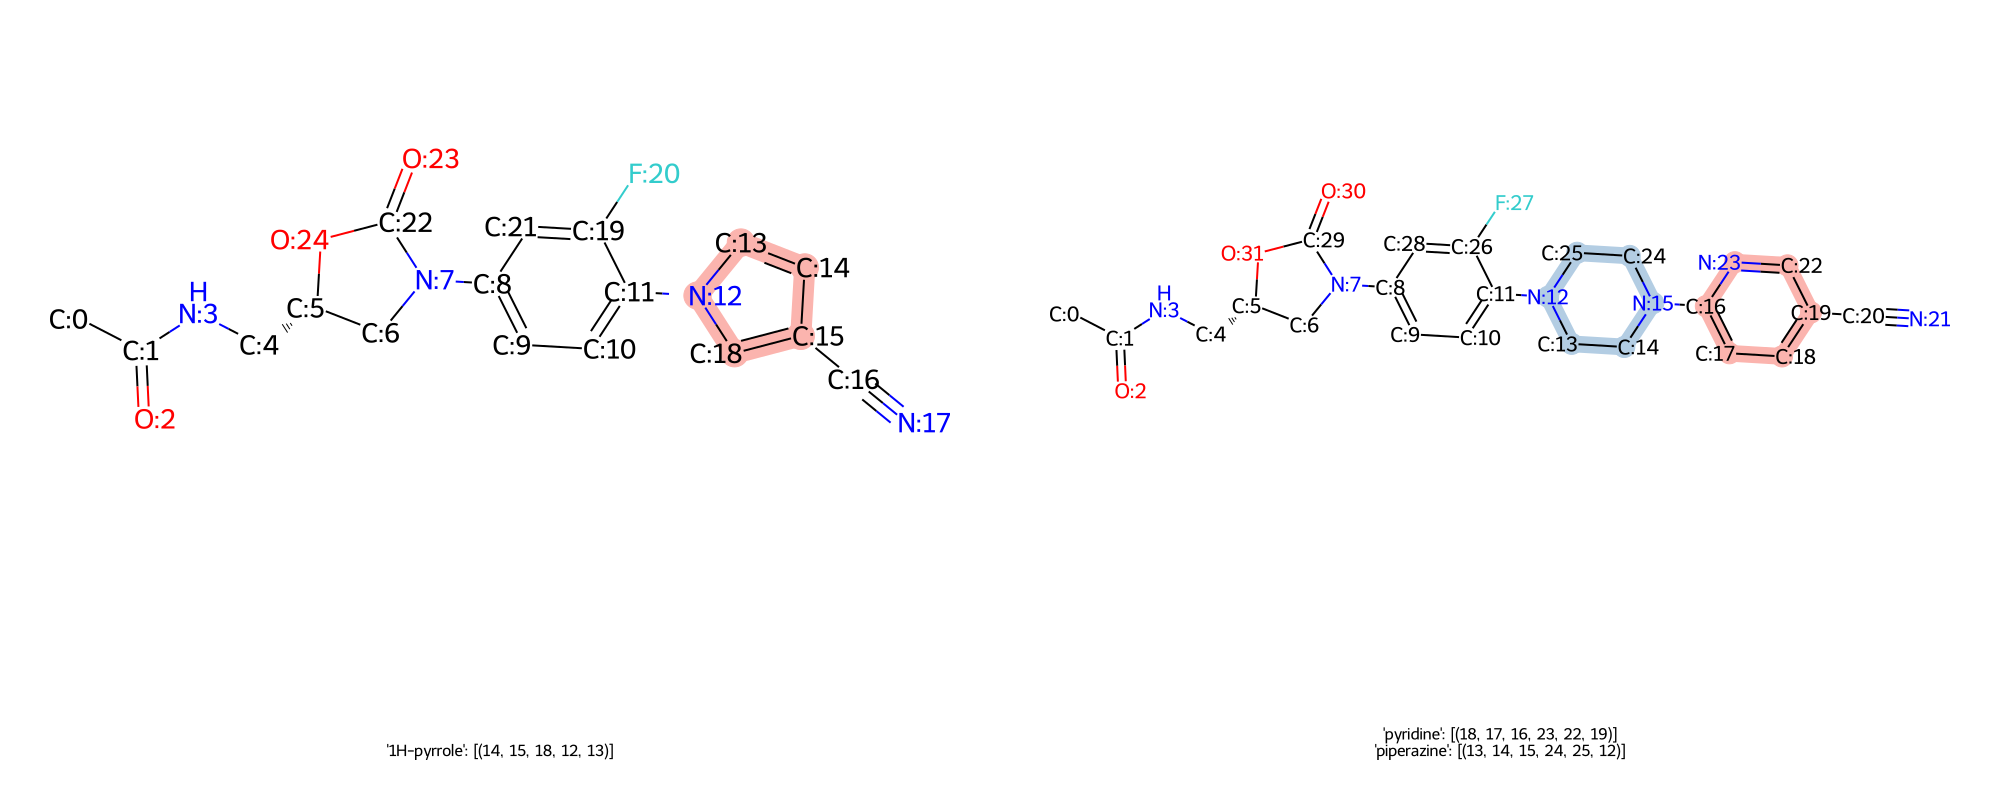 O:23
F:20
C:22
C:21
C:19
O:24
C:13
C:14
H
N:7
C:8
C:11
N:12
C:0
N:3
C:5
C:6
C:15
C:1
C:4
C:9
C:10
C:18
C:16
O:2
N:17
'1H-pyrrole': [(14, 15, 18, 12, 13)]
O:30
F:27
C:29
C:28
C:26
O:31
C:25
C:24
N:23
C:22
H
N:7
C:8
C:11
N:12
N:15
C:16
C:0
N:3
C:5
C:6
C:19
C:20
N:21
C:1
C:4
C:9
C:10
C:13
C:14
C:17
C:18
O:2
'pyridine': [(18, 17, 16, 23, 22, 19)]
'piperazine': [(13, 14, 15, 24, 25, 12)]